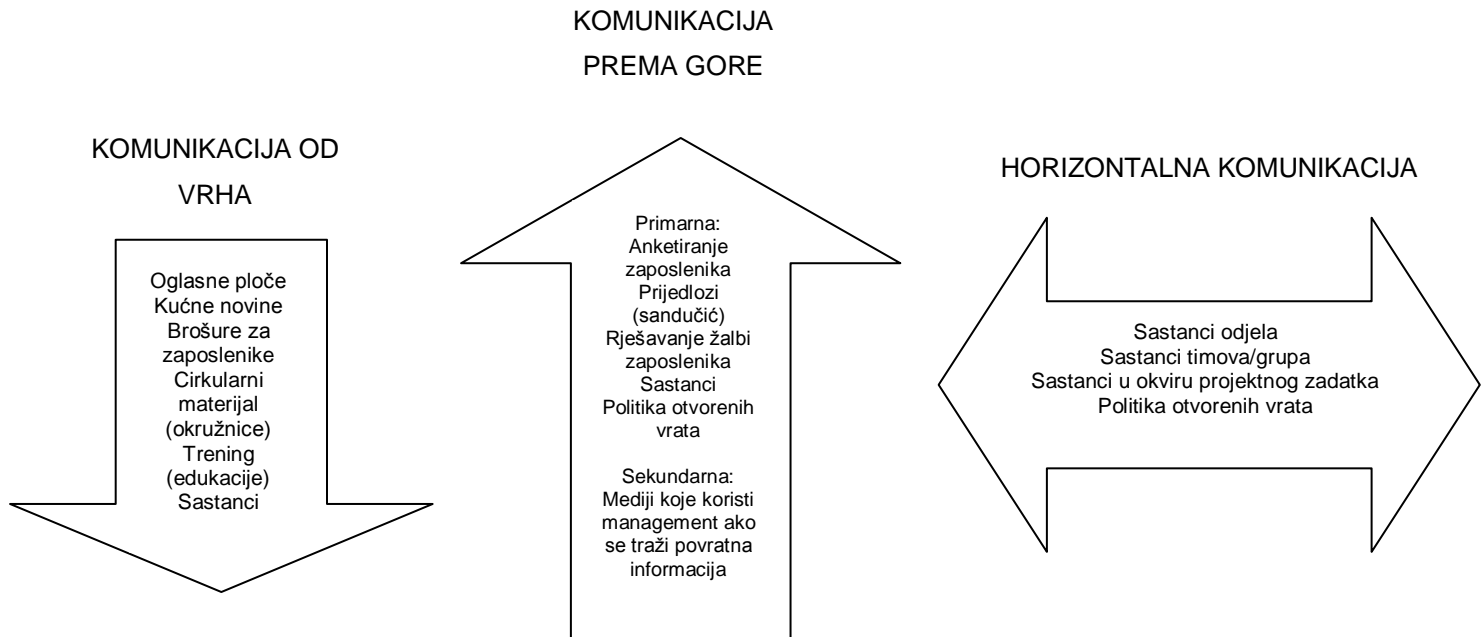 KOMUNIKACIJA OD
VRHA
Oglasne ploče
Kućne novine
Brošure za
zaposlenike
Cirkularni
materijal
(okružnice)
Trening
(edukacije)
Sastanci
KOMUNIKACIJA
PREMA GORE
Primarna:
Anketiranje
zaposlenika
Prijedlozi
(sandučić)
Rješavanje žalbi
zaposlenika
Sastanci
Politika otvorenih
vrata
Sekundarna:
Mediji koje koristi
management ako
se traži povratna
informacija
HORIZONTALNA KOMUNIKACIJA
Sastanci odjela
Sastanci timova/grupa
Sastanci u okviru projektnog zadatka
Politika otvorenih vrata